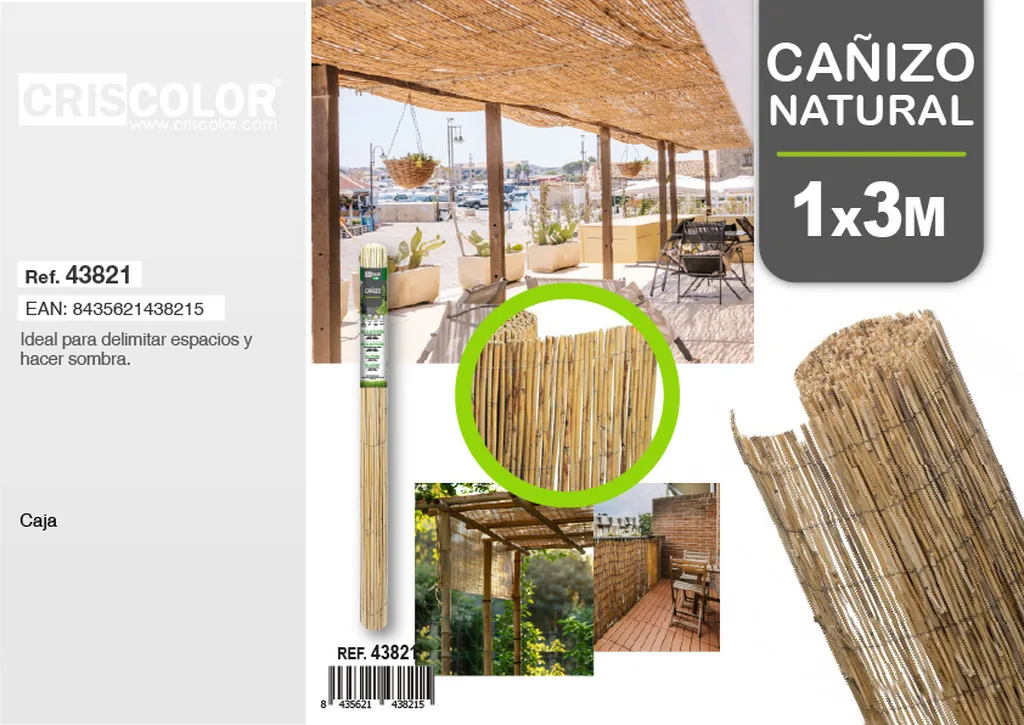 CRISCOLOR®
www.criscolor.com
Ref. 43821
EAN: 8435621438215
Ideal para delimitar espacios y
hacer sombra.
Caja
CAÑIZO
NATURAL
1x3M
CAÑIZO
REF. 43821
8 435621 438215